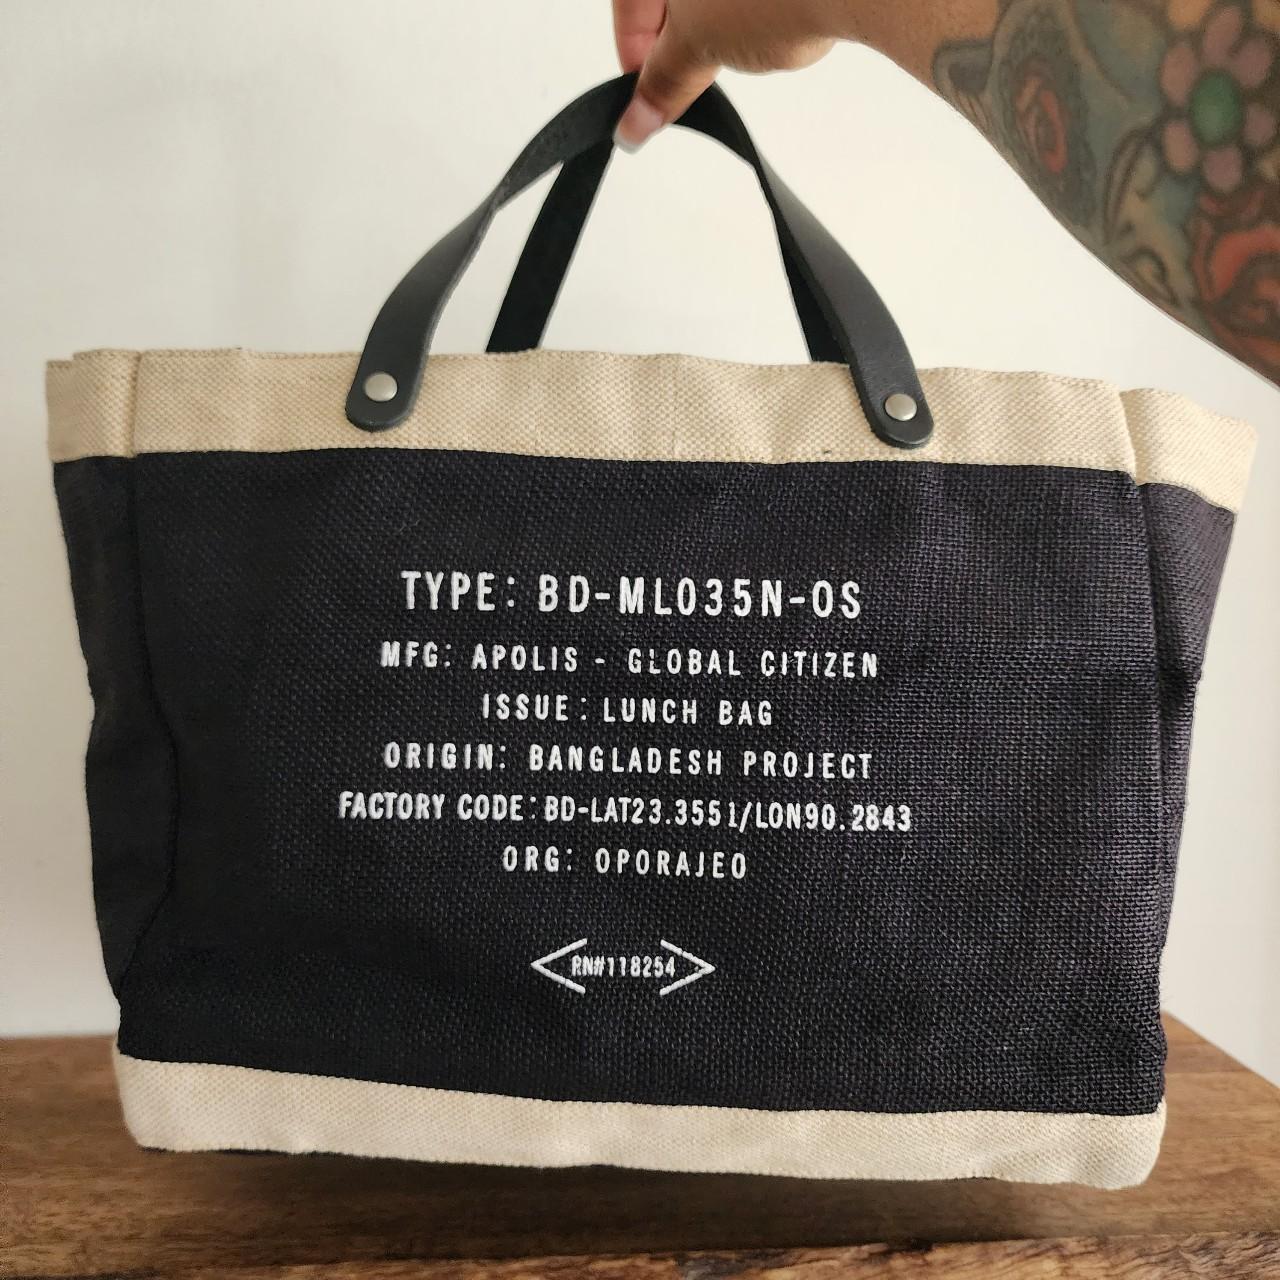 TYPE: BD-ML035N-OS
MFG: APOLIS - GLOBAL CITIZEN
ISSUE: LUNCH BAG
ORIGIN: BANGLADESH PROJECT
FACTORY CODE: BD-LAT23.3551/LON90.2843
ORG: OPORAJEO
RN#118254